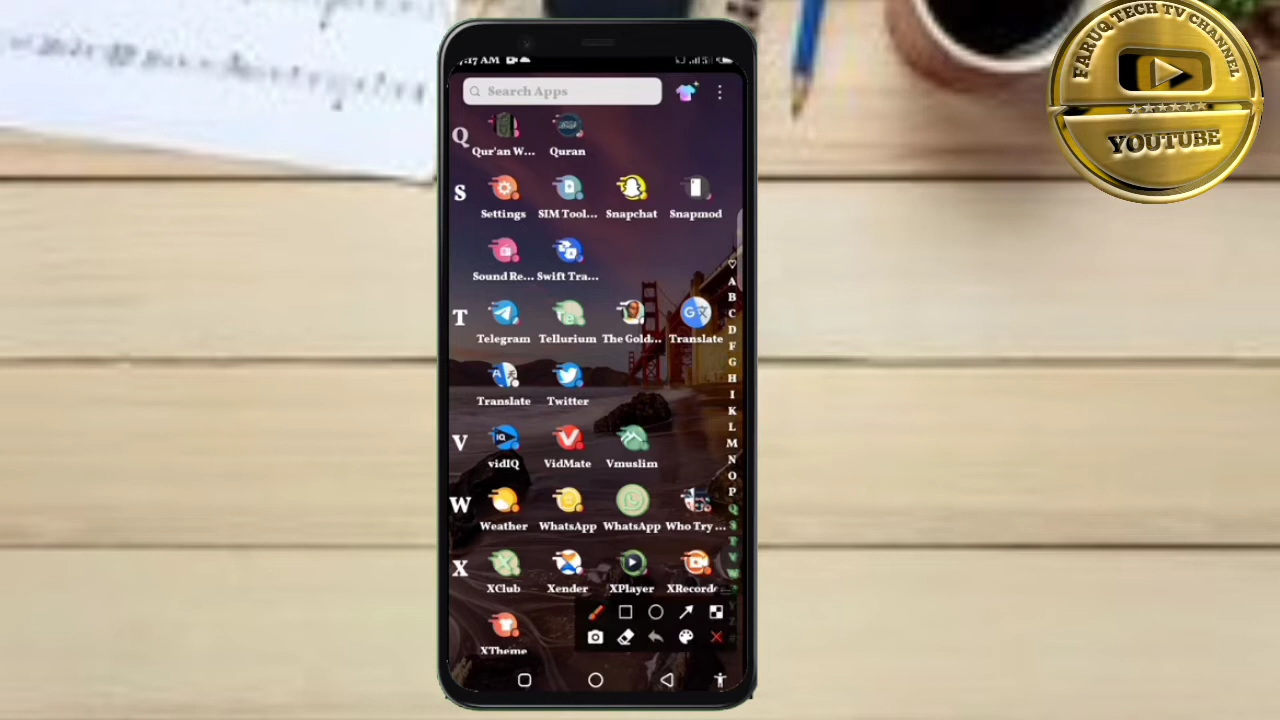 :17 AM
Search Apps
FARUQ TECH TV CHANNEL
YOUTUBE
Q
Qur'an W... Quran
S
Settings SIM Tool... Snapchat Snapmod
Sound Re... Swift Tra...
T
Telegram Tellurium The Gold... Translate
Translate Twitter
V
vidIQ VidMate Vmuslim
W
Weather WhatsApp WhatsApp Who Try ...
X
XClub Xender XPlayer XRecorde
XTheme
A
B
C
D
F
G
H
I
K
L
M
N
O
P
Q
S
T
V
W
Y
Z
#